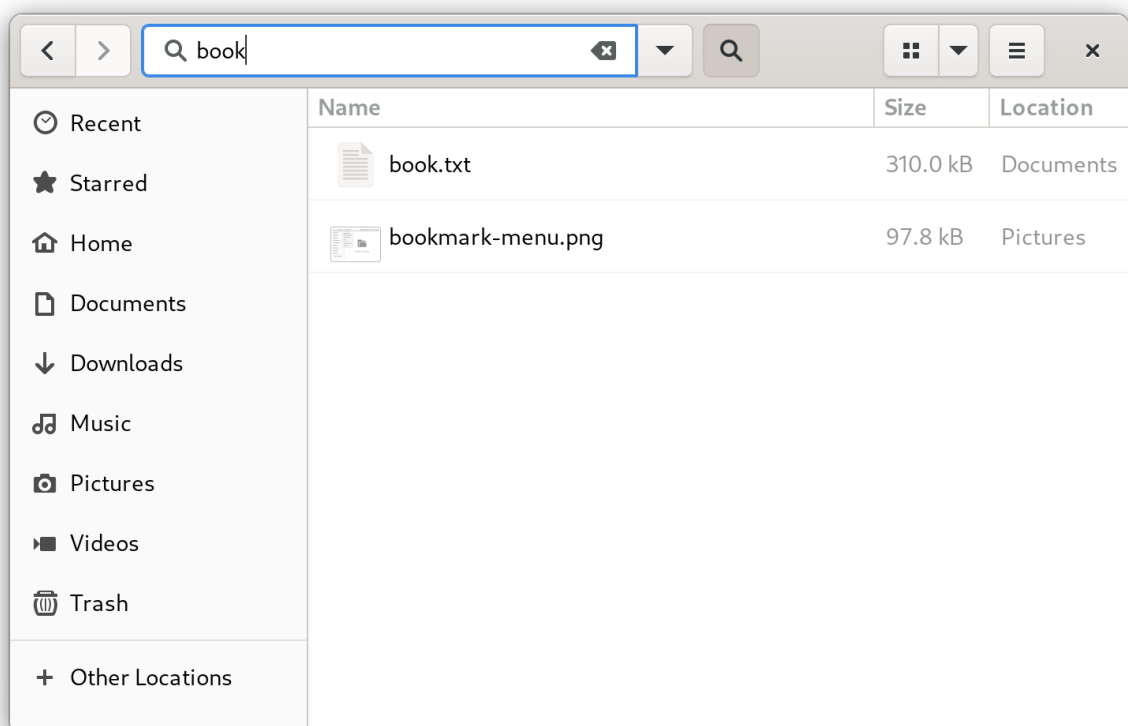 book
Name Size Location
Recent
book.txt 310.0 kB Documents
Starred
bookmark-menu.png 97.8 kB Pictures
Home
Documents
Downloads
Music
Pictures
Videos
Trash
Other Locations